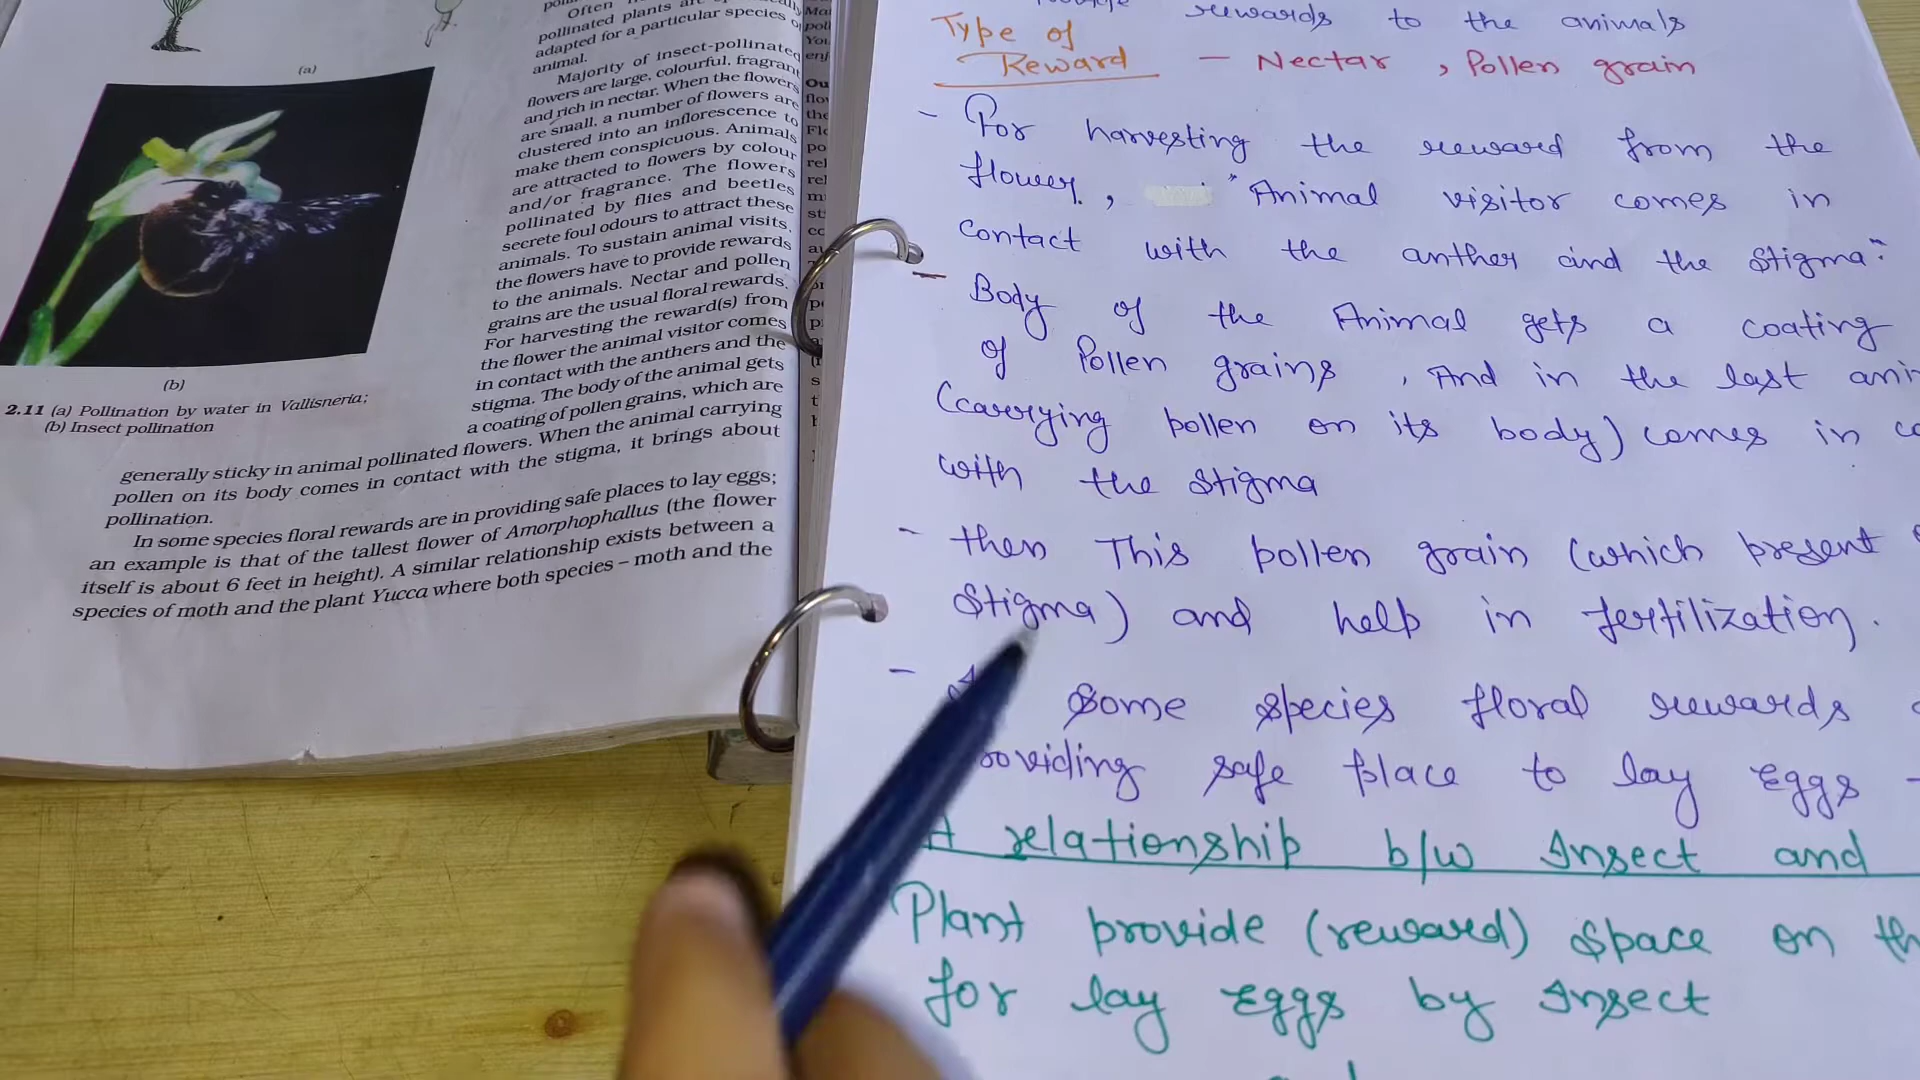 (a)
(b)
2.11 (a) Pollination by water in Vallisneria;
(b) Insect pollination
Often
pollinated plants are
adapted for a particular species
animal.
Majority of insect-pollinated
flowers are large, colourful, fragrant
and rich in nectar. When the flowers
are small, a number of flowers are
clustered into an inflorescence to
make them conspicuous. Animals
are attracted to flowers by colour
and/or fragrance. The flowers
pollinated by flies and beetles
secrete foul odours to attract these
animals. To sustain animal visits,
the flowers have to provide rewards
to the animals. Nectar and pollen
grains are the usual floral rewards.
For harvesting the reward(s) from
the flower the animal visitor comes
in contact with the anthers and the
stigma. The body of the animal gets
a coating of pollen grains, which are
generally sticky in animal pollinated flowers. When the animal carrying
pollen on its body comes in contact with the stigma, it brings about
pollination.
In some species floral rewards are in providing safe places to lay eggs;
an example is that of the tallest flower of Amorphophallus (the flower
itself is about 6 feet in height). A similar relationship exists between a
species of moth and the plant Yucca where both species – moth and the
rewards to the animals
Type of
Reward - Nectar, Pollen grain
- For harvesting the reward from the
flower, "Animal visitor comes in
contact with the anther and the stigma."
- Body of the Animal gets a coating
of Pollen grains, And in the last
(carrying pollen on its body) comes in
with the stigma
- then This pollen grain (which present
stigma) and help in fertilization.
- Some species floral rewards
providing safe place to lay Eggs -
A relationship b/w Insect and
Plant provide (reward) space on
for lay Eggs by Insect